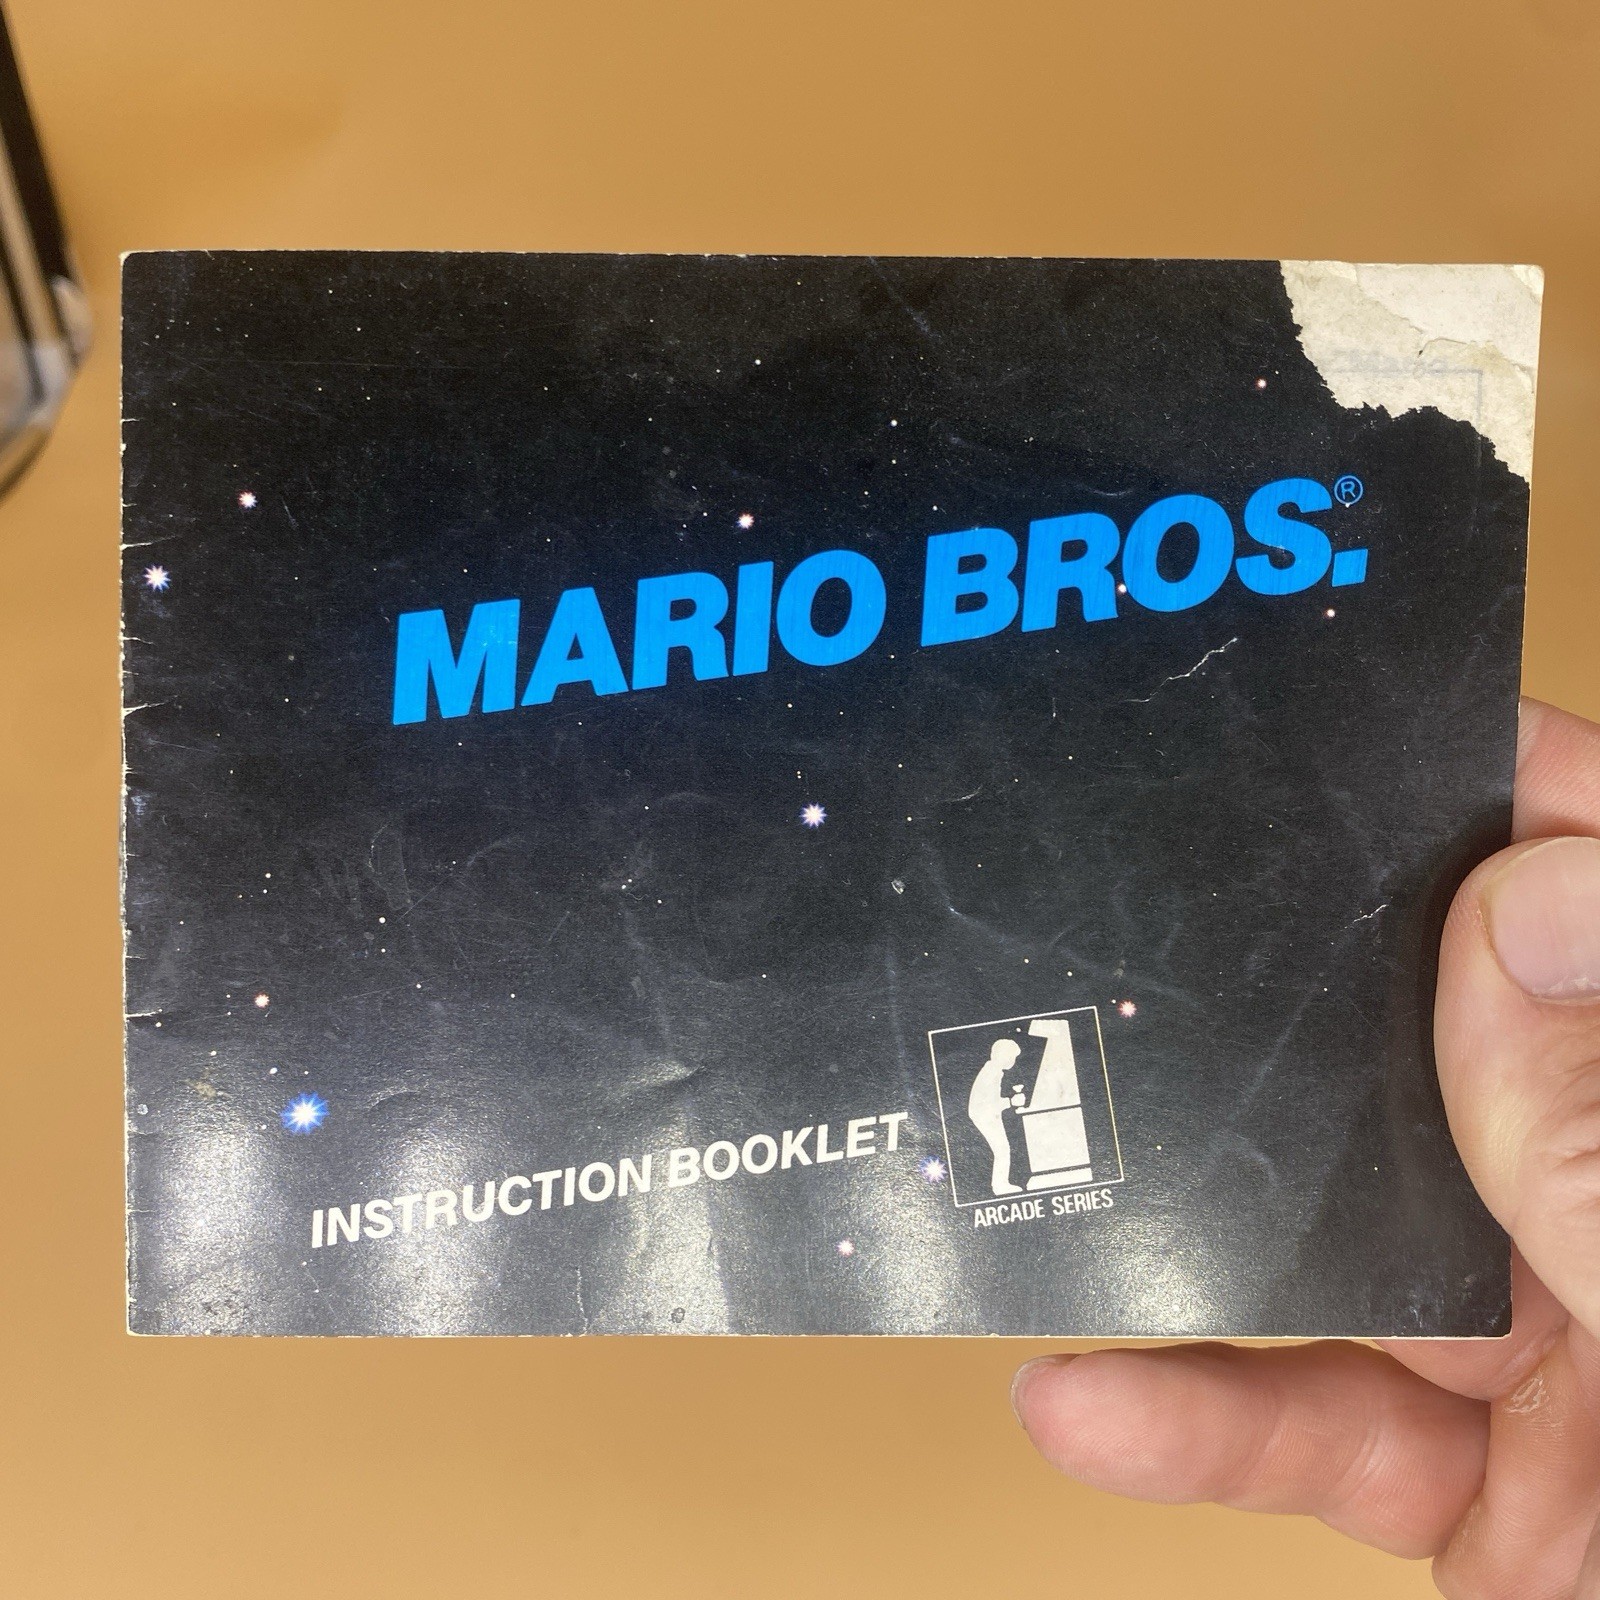 MARIO BROS.®
INSTRUCTION BOOKLET
ARCADE SERIES